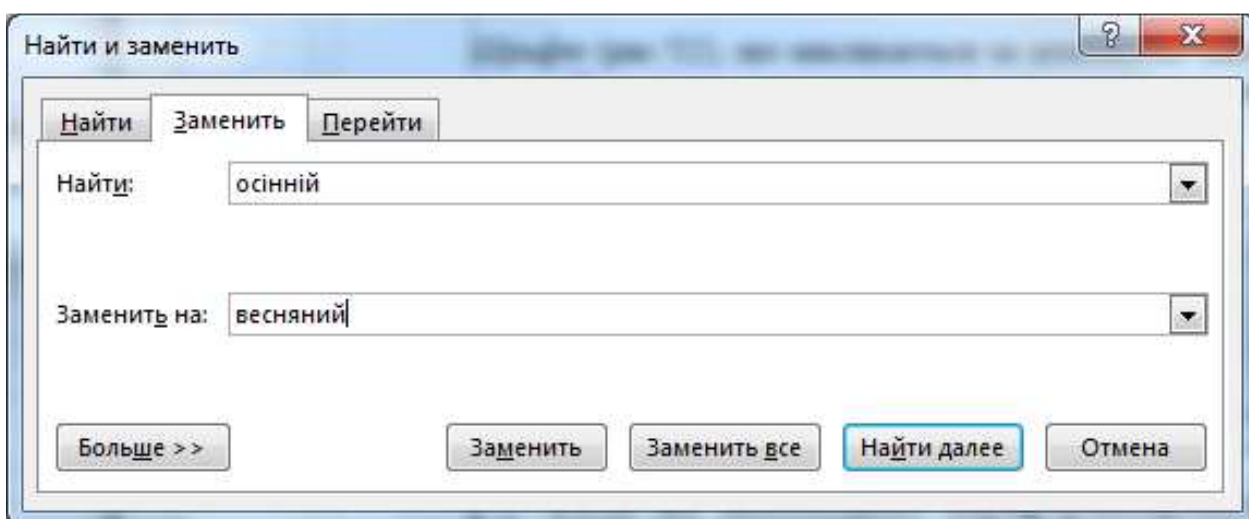 Найти и заменить
Найти Заменить Перейти
Найти: осінній
Заменить на: весняний
Больше >> Заменить Заменить все Найти далее Отмена